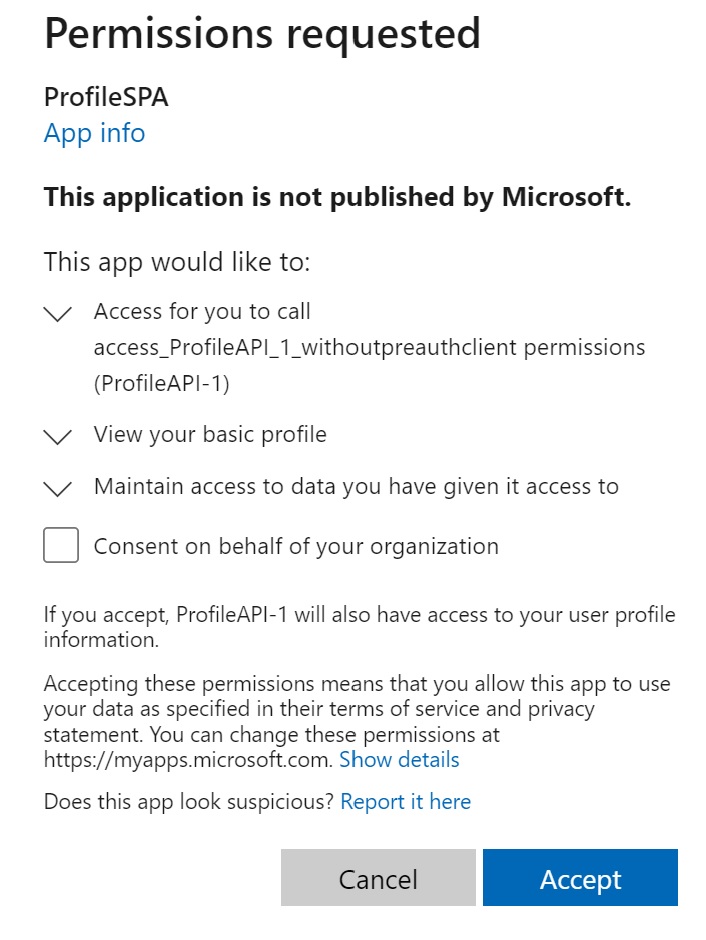 Permissions requested
ProfileSPA
App info
This application is not published by Microsoft.
This app would like to:
Access for you to call
access_ProfileAPI_1_withoutpreauthclient permissions
(ProfileAPI-1)
View your basic profile
Maintain access to data you have given it access to
Consent on behalf of your organization
If you accept, ProfileAPI-1 will also have access to your user profile
information.
Accepting these permissions means that you allow this app to use
your data as specified in their terms of service and privacy
statement. You can change these permissions at
https://myapps.microsoft.com. Show details
Does this app look suspicious? Report it here
Cancel
Accept